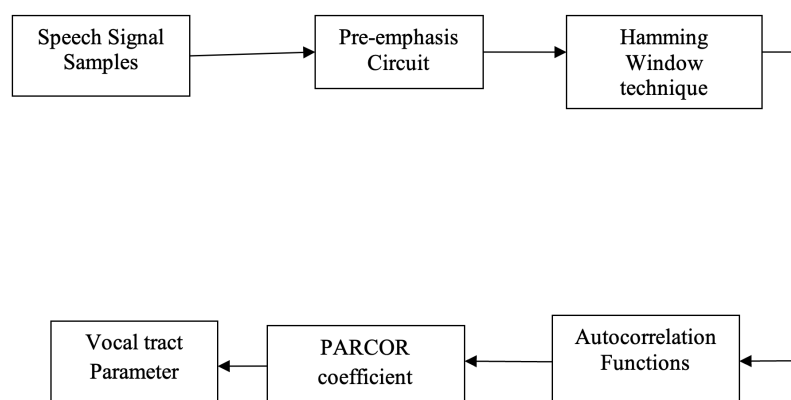 Speech Signal
Samples
Pre-emphasis
Circuit
Hamming
Window
technique
Vocal tract
Parameter
PARCOR
coefficient
Autocorrelation
Functions